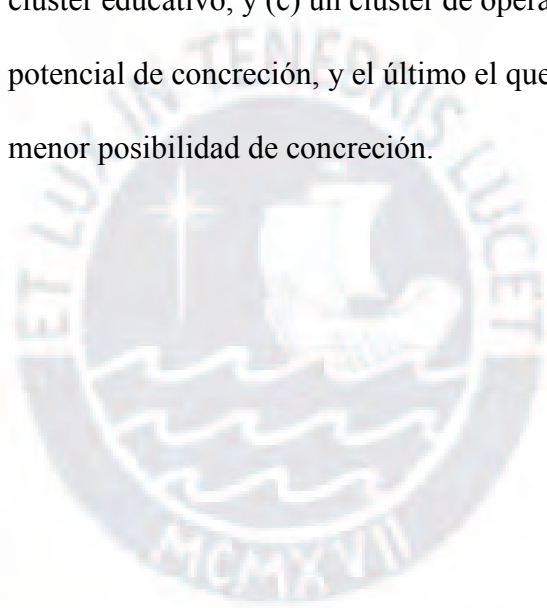 cluster educativo, y (c) un cluster de opera
potencial de concreción, y el último el que
menor posibilidad de concreción.
ET LUX IN TENEBRIS LUCET
MCMXVII